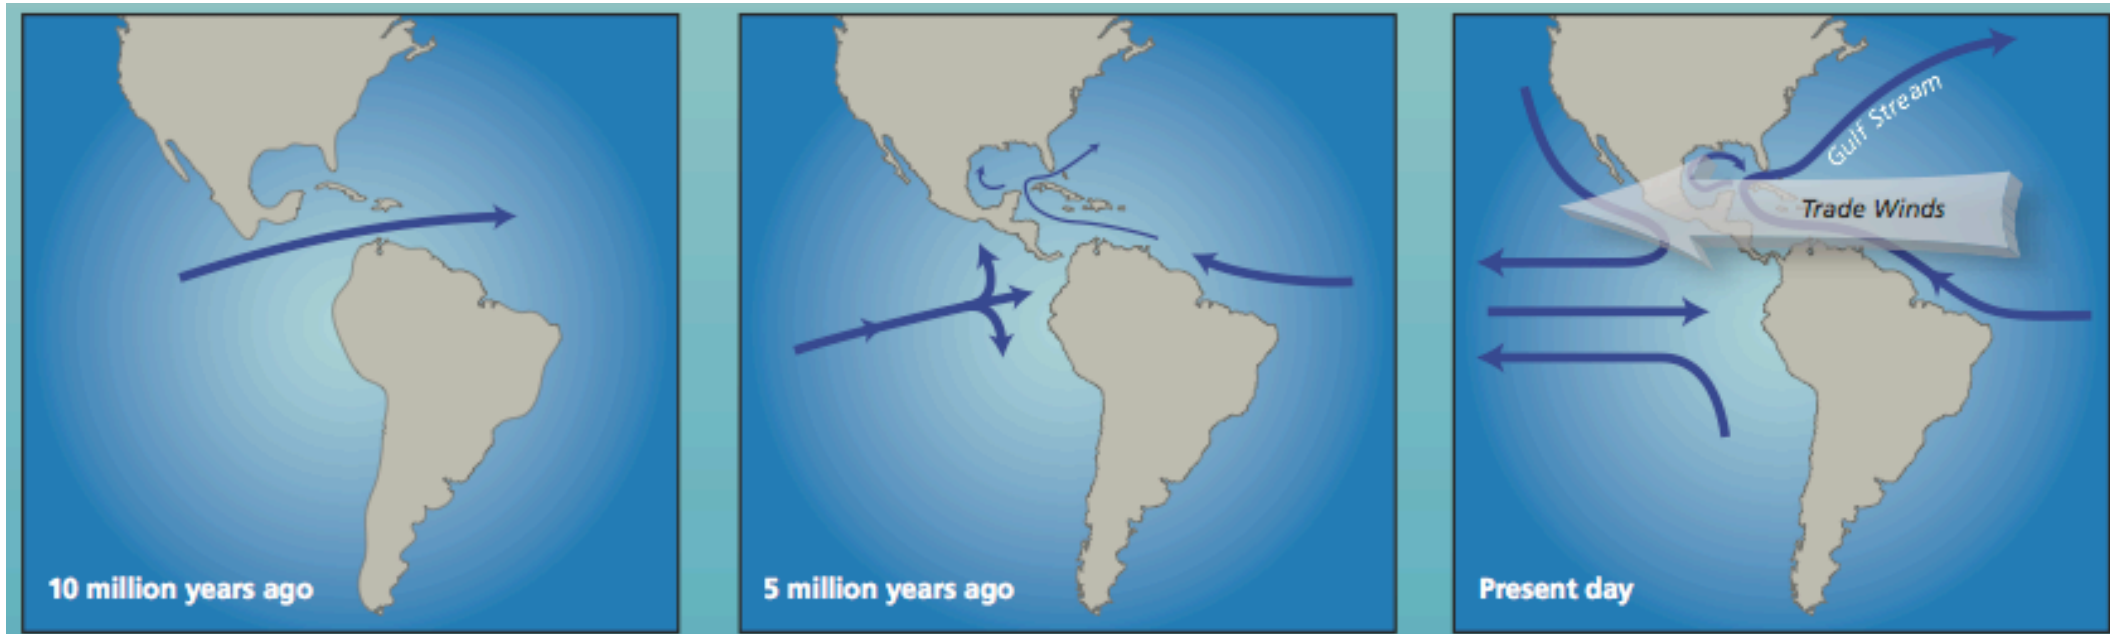 10 million years ago
5 million years ago
Gulf Stream
Trade Winds
Present day